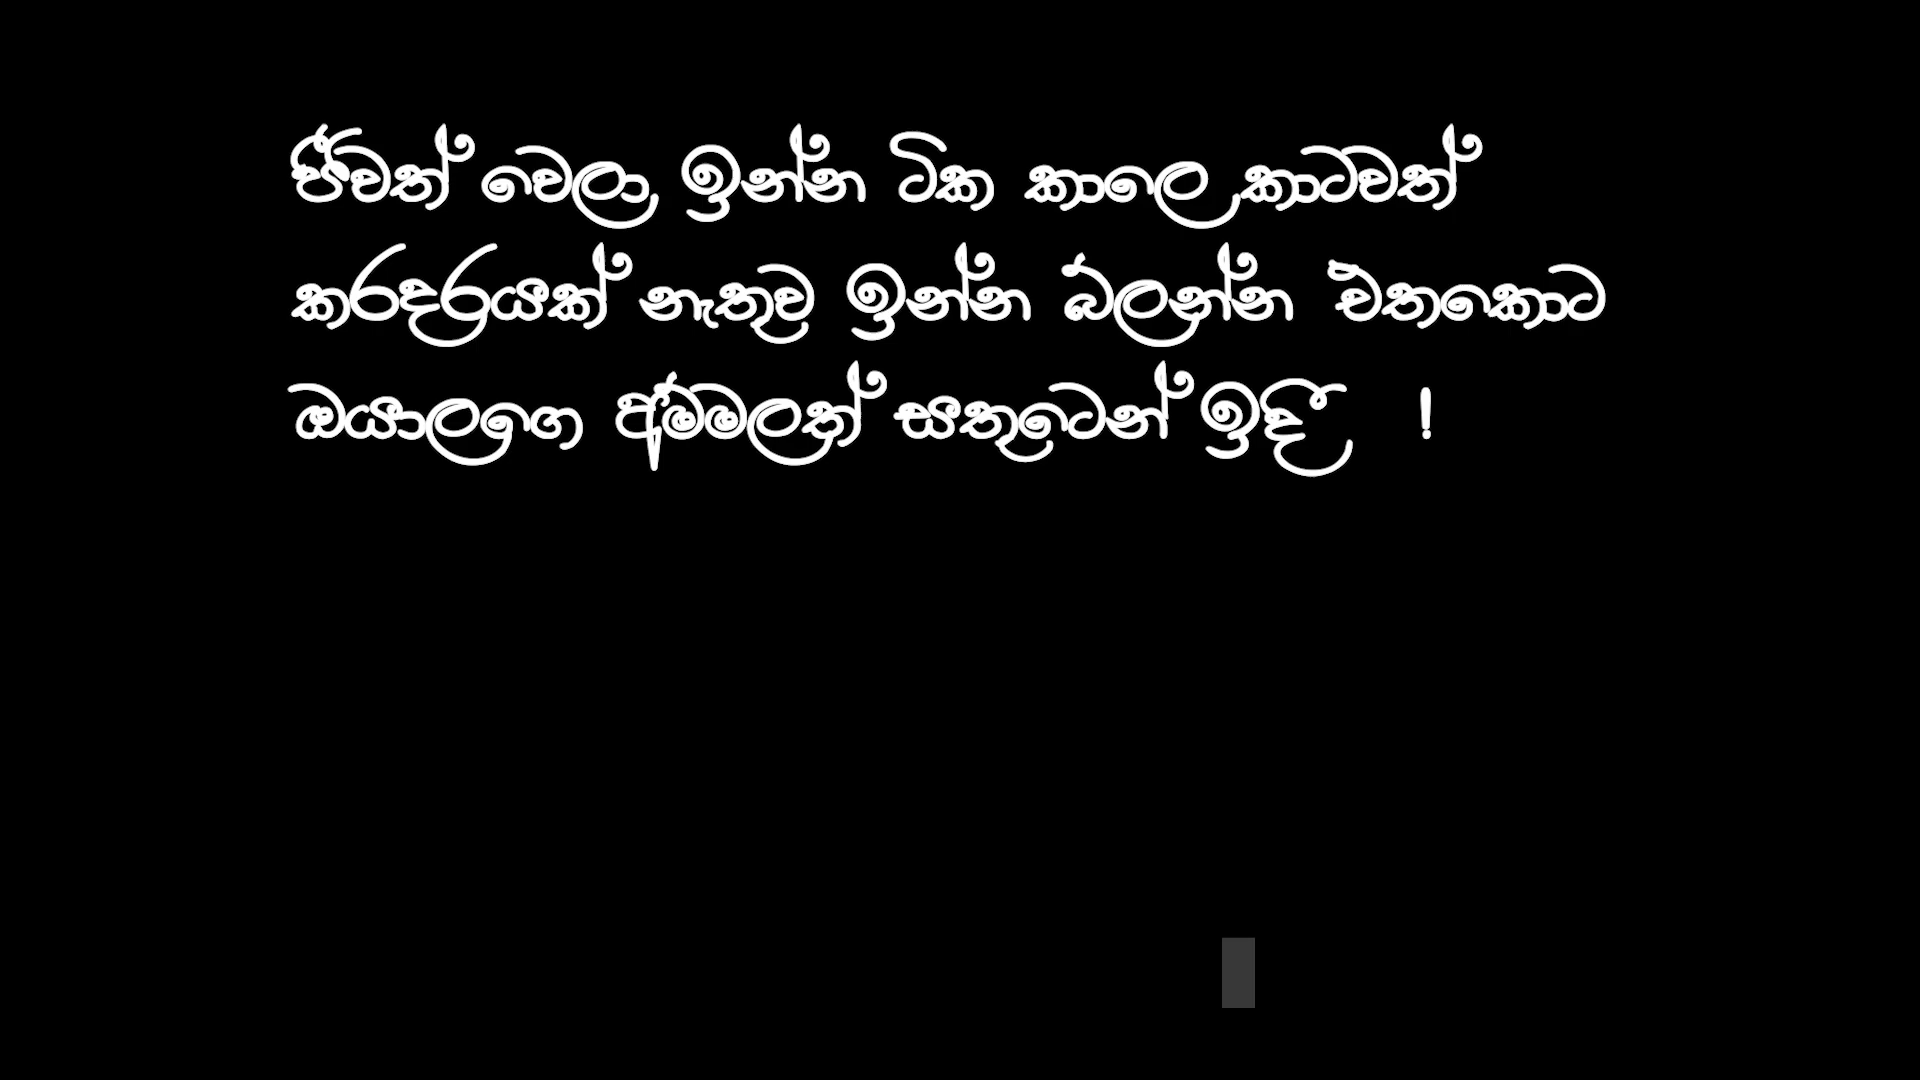 ජීවත් වෙලා ඉන්න ටික කාලෙ කාටවත්
කරදරයක් නැතුව ඉන්න බලන්න එතකොට
ඔයාලගෙ අම්මලත් සතුටෙන් ඉදී !